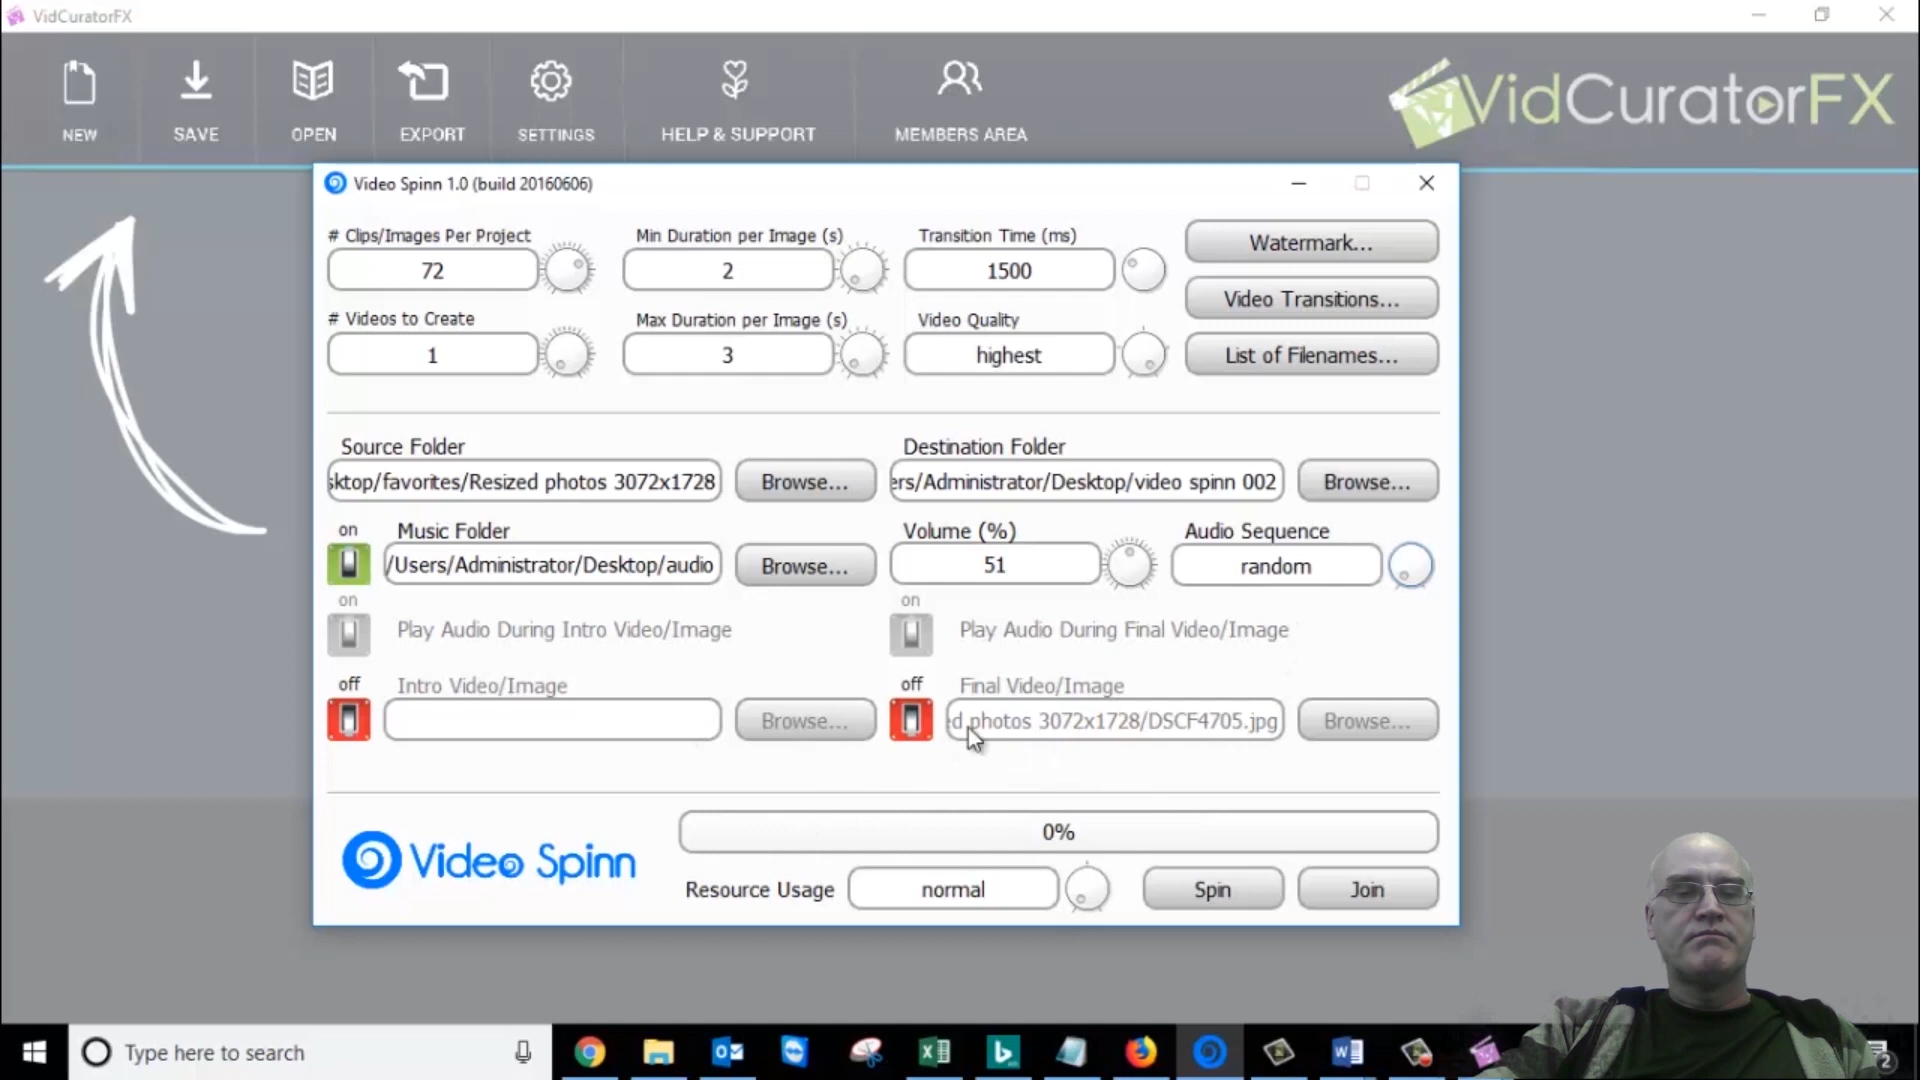 VidCuratorFX
NEW
SAVE
OPEN
EXPORT
SETTINGS
HELP & SUPPORT
MEMBERS AREA
VidCuratorFX
Video Spinn 1.0 (build 20160606)
# Clips/Images Per Project
Min Duration per Image (s)
Transition Time (ms)
Watermark...
72
2
1500
Video Transitions...
# Videos to Create
Max Duration per Image (s)
Video Quality
1
3
highest
List of Filenames...
Source Folder
Destination Folder
sktop/favorites/Resized photos 3072x1728
Browse...
ers/Administrator/Desktop/video spinn 002
Browse...
on
Music Folder
Volume (%)
Audio Sequence
/Users/Administrator/Desktop/audio
Browse...
51
random
on
Play Audio During Intro Video/Image
on
Play Audio During Final Video/Image
off
Intro Video/Image
off
Final Video/Image
Browse...
ed photos 3072x1728/DSCF4705.jpg
Browse...
0%
Video Spinn
Resource Usage
normal
Spin
Join
Type here to search
2